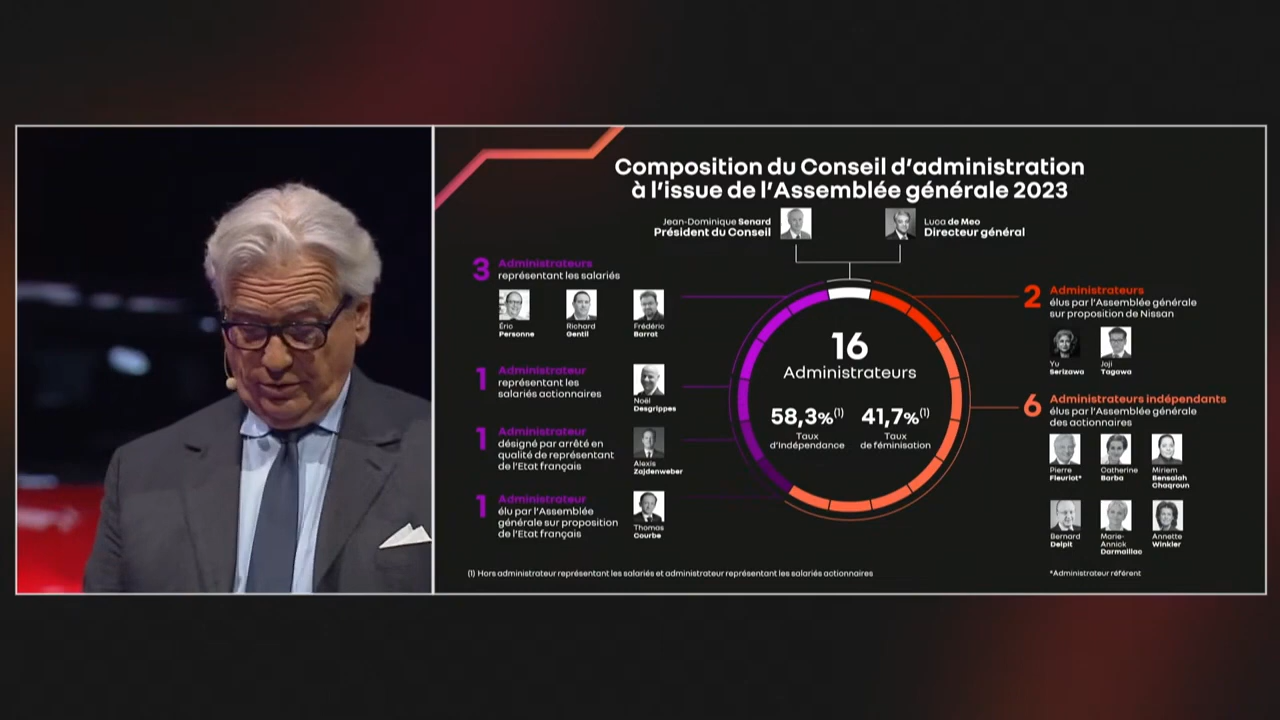 Composition du Conseil d'administration
à l'issue de l'Assemblée générale 2023
Jean-Dominique Senard
Président du Conseil
Luca de Meo
Directeur général
3 Administrateurs
représentant les salariés
Éric
Personne
Richard
Gentil
Frédéric
Barrat
1 Administrateur
représentant les
salariés actionnaires
Noël
Desgrippes
1 Administrateur
désigné par arrêté en
qualité de représentant
de l'Etat français
Alexis
Zajdenweber
1 Administrateur
élu par l'Assemblée
générale sur proposition
de l'Etat français
Thomas
Courbe
16
Administrateurs
58,3%(1)
Taux
d'indépendance
41,7%(1)
Taux
de féminisation
2 Administrateurs
élus par l'Assemblée générale
sur proposition de Nissan
Yu
Serizawa
Joji
Tagawa
6 Administrateurs indépendants
élus par l'Assemblée générale
des actionnaires
Pierre
Fleuriot*
Catherine
Barba
Miriem
Bensalah
Chaqroun
Bernard
Delpit
Marie-
Annick
Darmaillac
Annette
Winkler
(1) Hors administrateur représentant les salariés et administrateur représentant les salariés actionnaires
*Administrateur référent